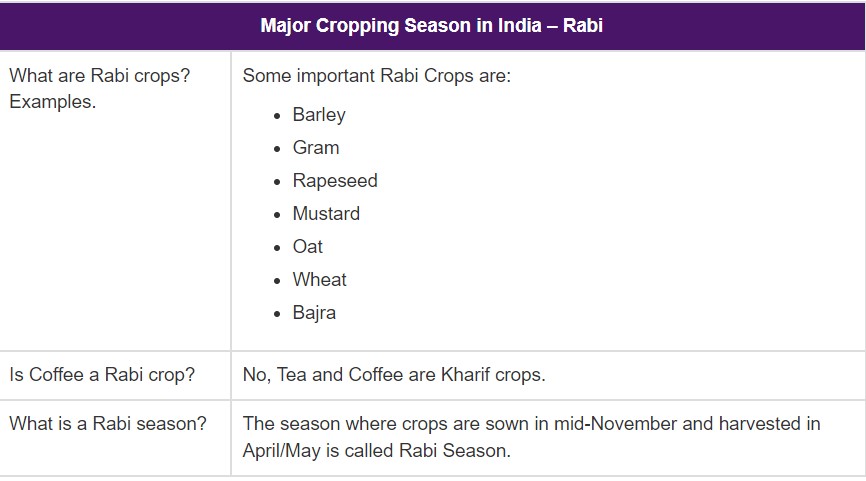 Major Cropping Season in India – Rabi
What are Rabi crops?
Examples.
Some important Rabi Crops are:
• Barley
• Gram
• Rapeseed
• Mustard
• Oat
• Wheat
• Bajra
Is Coffee a Rabi crop?
No, Tea and Coffee are Kharif crops.
What is a Rabi season?
The season where crops are sown in mid-November and harvested in
April/May is called Rabi Season.